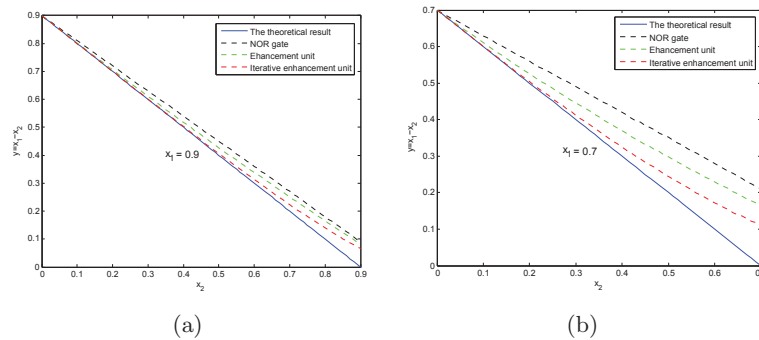 0.9
0.8
0.7
0.6
0.5
0.4
0.3
0.2
0.1
0
y=x₁−x₂
The theoretical result
NOR gate
Ehancement unit
Iterative enhancement unit
x₁ = 0.9
0 0.1 0.2 0.3 0.4 0.5 0.6 0.7 0.8 0.9
x₂
(a)
0.7
0.6
0.5
0.4
0.3
0.2
0.1
0
y=x₁−x₂
The theoretical result
NOR gate
Ehancement unit
Iterative enhancement unit
x₁ = 0.7
0 0.1 0.2 0.3 0.4 0.5 0.6 0.7
x₂
(b)